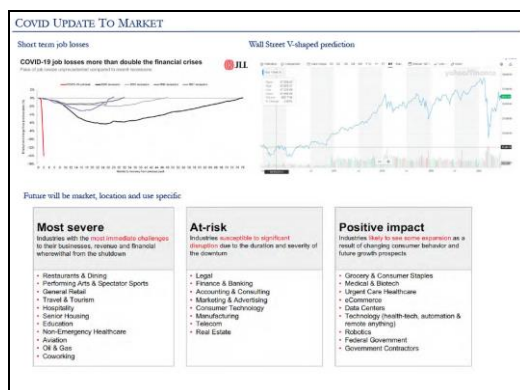 COVID UPDATE TO MARKET
Short term job losses
Wall Street V-shaped prediction
COVID-19 job losses more than double the financial crises
JLL
Future will be market, location and use specific
Most severe
Industries with the most immediate challenges
to their businesses, revenue and financial
wherewithal from the shutdown
• Restaurants & Dining
• Performing Arts & Spectator Sports
• General Retail
• Travel & Tourism
• Hospitality
• Senior Housing
• Education
• Non-Emergency Healthcare
• Aviation
• Oil & Gas
• Coworking
At-risk
Industries susceptible to significant
disruption due to the duration and severity of
the downturn
• Legal
• Finance & Banking
• Accounting & Consulting
• Marketing & Advertising
• Consumer Technology
• Manufacturing
• Telecom
• Real Estate
Positive impact
Industries likely to see some expansion as a
result of changing consumer behavior and
future growth prospects
• Grocery & Consumer Staples
• Medical & Biotech
• Urgent Care Healthcare
• eCommerce
• Data Centers
• Technology (health-tech, automation &
remote anything)
• Robotics
• Federal Government
• Government Contractors